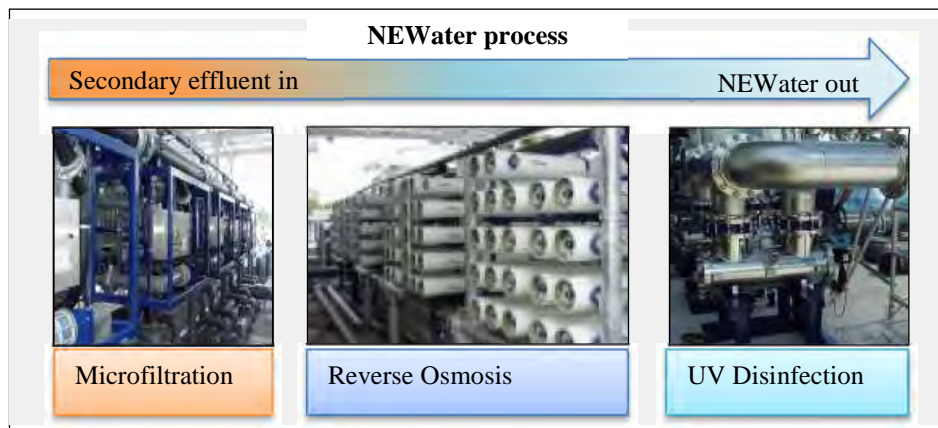 NEWater process
Secondary effluent in
NEWater out
Microfiltration
Reverse Osmosis
UV Disinfection